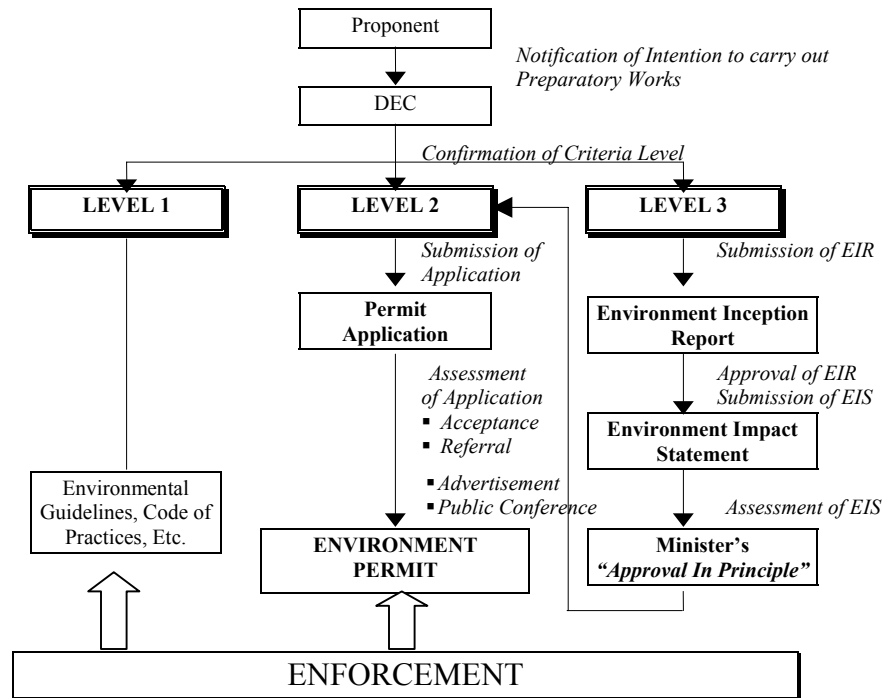 Proponent
Notification of Intention to carry out
Preparatory Works
DEC
Confirmation of Criteria Level
LEVEL 1
LEVEL 2
LEVEL 3
Submission of
Application
Submission of EIR
Permit
Application
Environment Inception
Report
Assessment
of Application
▪ Acceptance
▪ Referral
Approval of EIR
Submission of EIS
Environment Impact
Statement
Environmental
Guidelines, Code of
Practices, Etc.
▪ Advertisement
▪ Public Conference
Assessment of EIS
ENVIRONMENT
PERMIT
Minister's
“Approval In Principle”
ENFORCEMENT